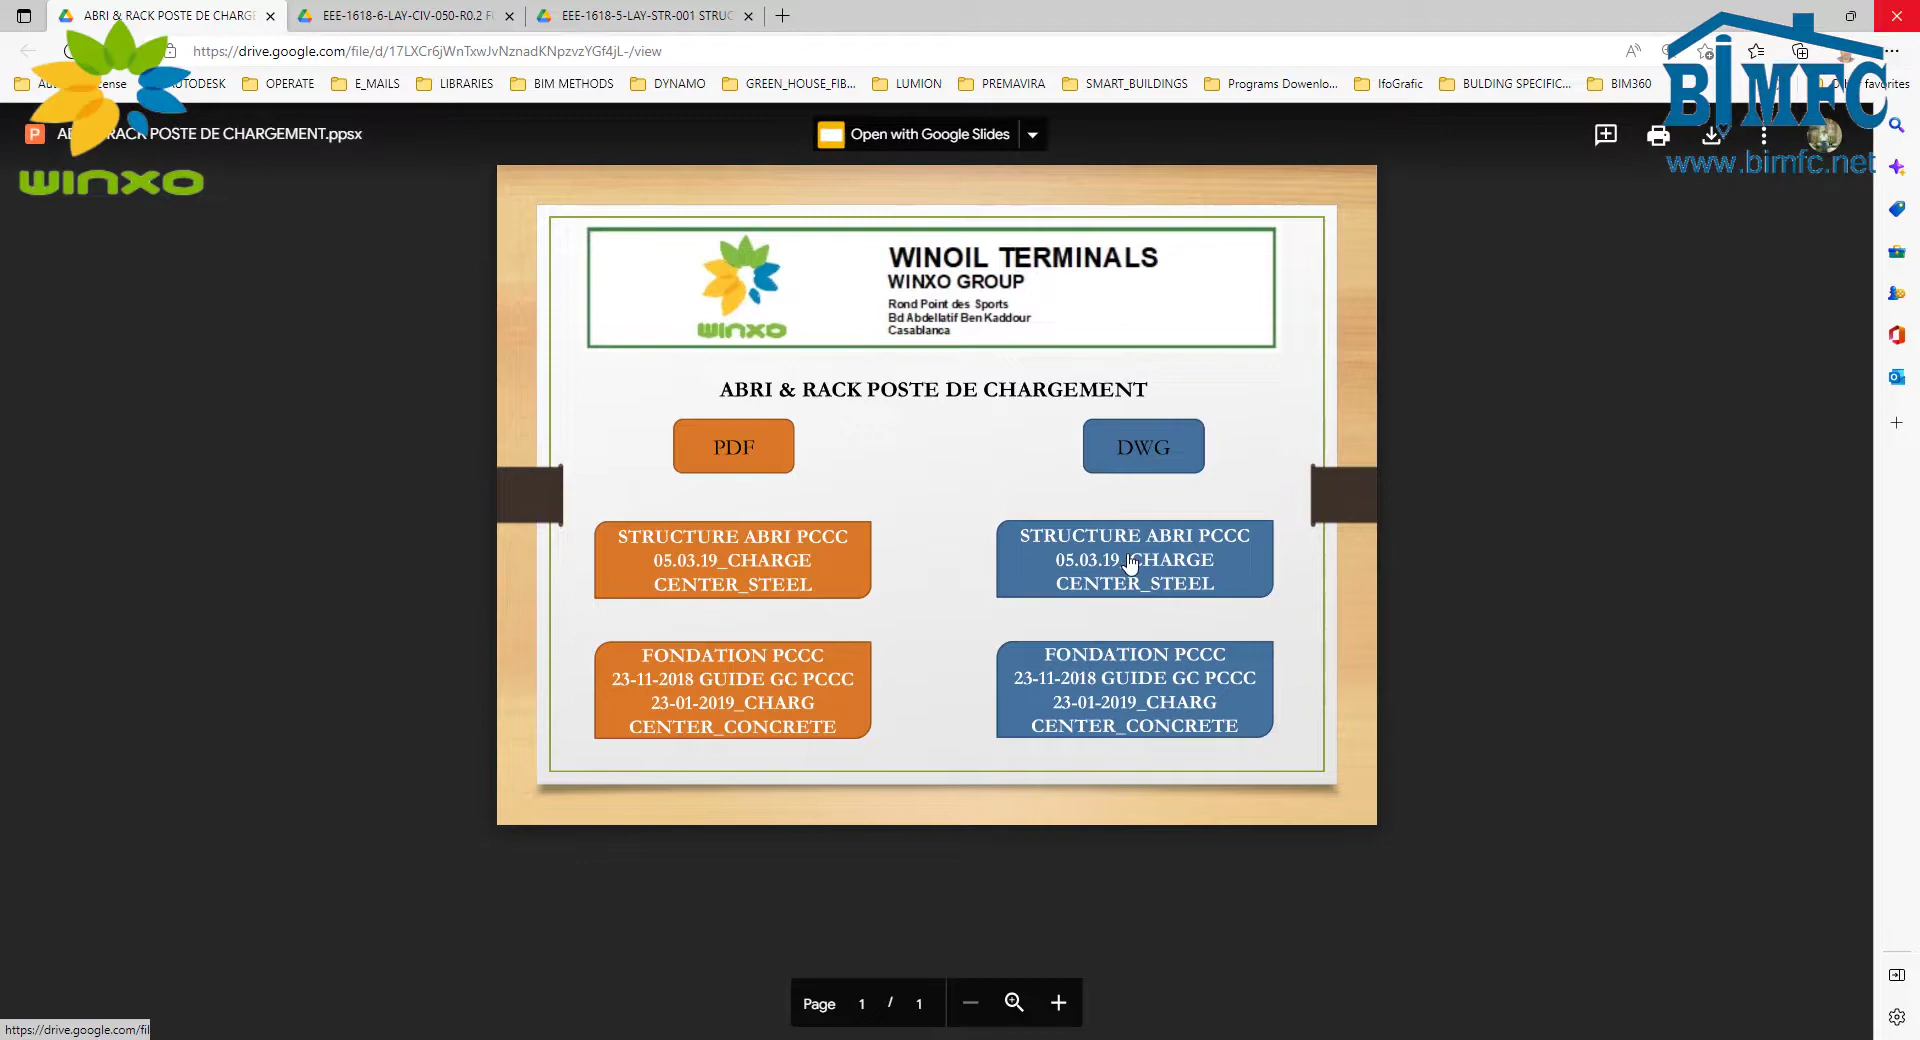 ABRI & RACK POSTE DE CHARGE
EEE-1618-6-LAY-CIV-050-R0.2 F
EEE-1618-5-LAY-STR-001 STRUC
https://drive.google.com/file/d/17LXCr6jWnTxwJvNznadKNpzvzYGf4jL-/view
OPERATE
E_MAILS
LIBRARIES
BIM METHODS
DYNAMO
GREEN_HOUSE_FIB...
LUMION
PREMAVIRA
SMART_BUILDINGS
Programs Dowenlo...
IfoGrafic
BULDING SPECIFIC...
BIM360
favorites
BIMFC
www.bimfc.net
winxo
RACK POSTE DE CHARGEMENT.ppsx
Open with Google Slides
WINOIL TERMINALS
WINXO GROUP
Rond Point des Sports
Bd Abdellatif Ben Kaddour
Casablanca
winxo
ABRI & RACK POSTE DE CHARGEMENT
PDF
DWG
STRUCTURE ABRI PCCC
05.03.19_CHARGE
CENTER_STEEL
STRUCTURE ABRI PCCC
05.03.19_CHARGE
CENTER_STEEL
FONDATION PCCC
23-11-2018 GUIDE GC PCCC
23-01-2019_CHARG
CENTER_CONCRETE
FONDATION PCCC
23-11-2018 GUIDE GC PCCC
23-01-2019_CHARG
CENTER_CONCRETE
Page 1 / 1
https://drive.google.com/fil